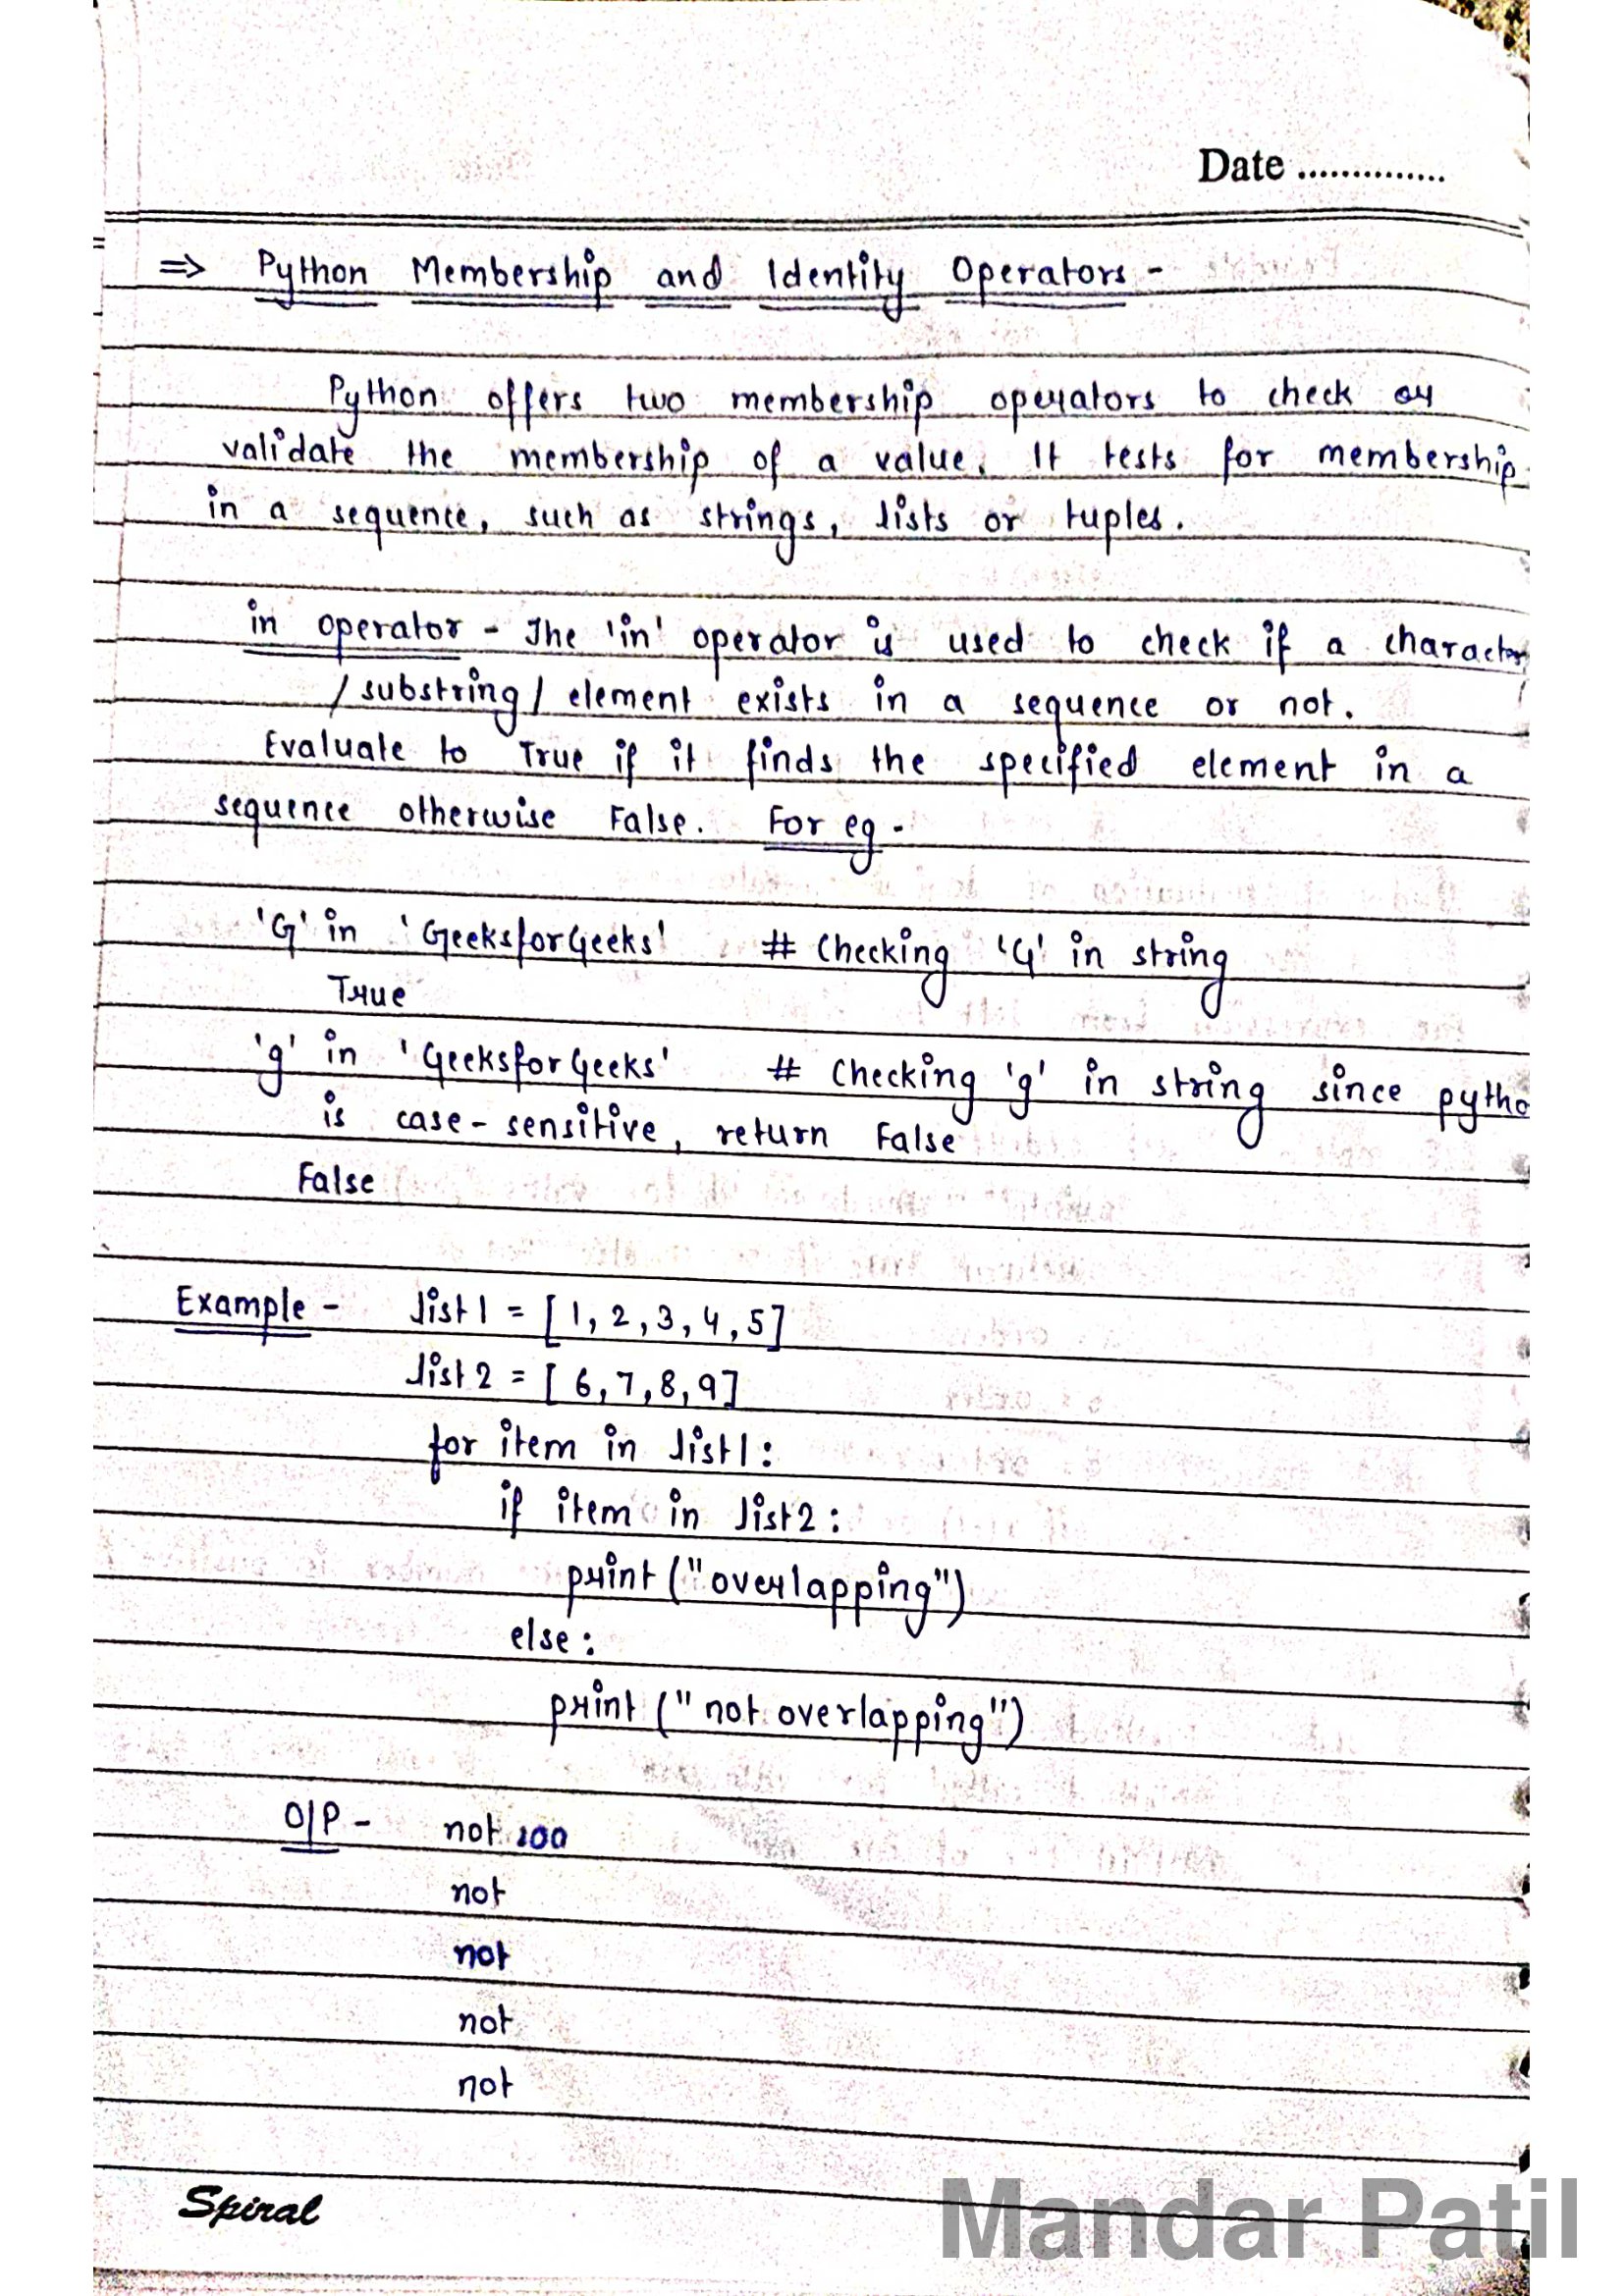 Date ..............
⇒ Python Membership and Identity Operators -
Python offers two membership operators to check or
validate the membership of a value. It tests for membership
in a sequence, such as strings, lists or tuples.
in operator - The 'in' operator is used to check if a character
/ substring / element exists in a sequence or not.
Evaluate to True if it finds the specified element in a
sequence otherwise False. For eg -
'G' in 'GeeksforGeeks' # Checking 'G' in string
True
'g' in 'GeeksforGeeks' # Checking 'g' in string since pytho
is case-sensitive, return False
False
Example - list1 = [1, 2, 3, 4, 5]
list2 = [6, 7, 8, 9]
for item in list1:
if item in list2:
print ("overlapping")
else:
print ("not overlapping")
O/P - not
not
not
not
not
Spiral
Mandar Patil